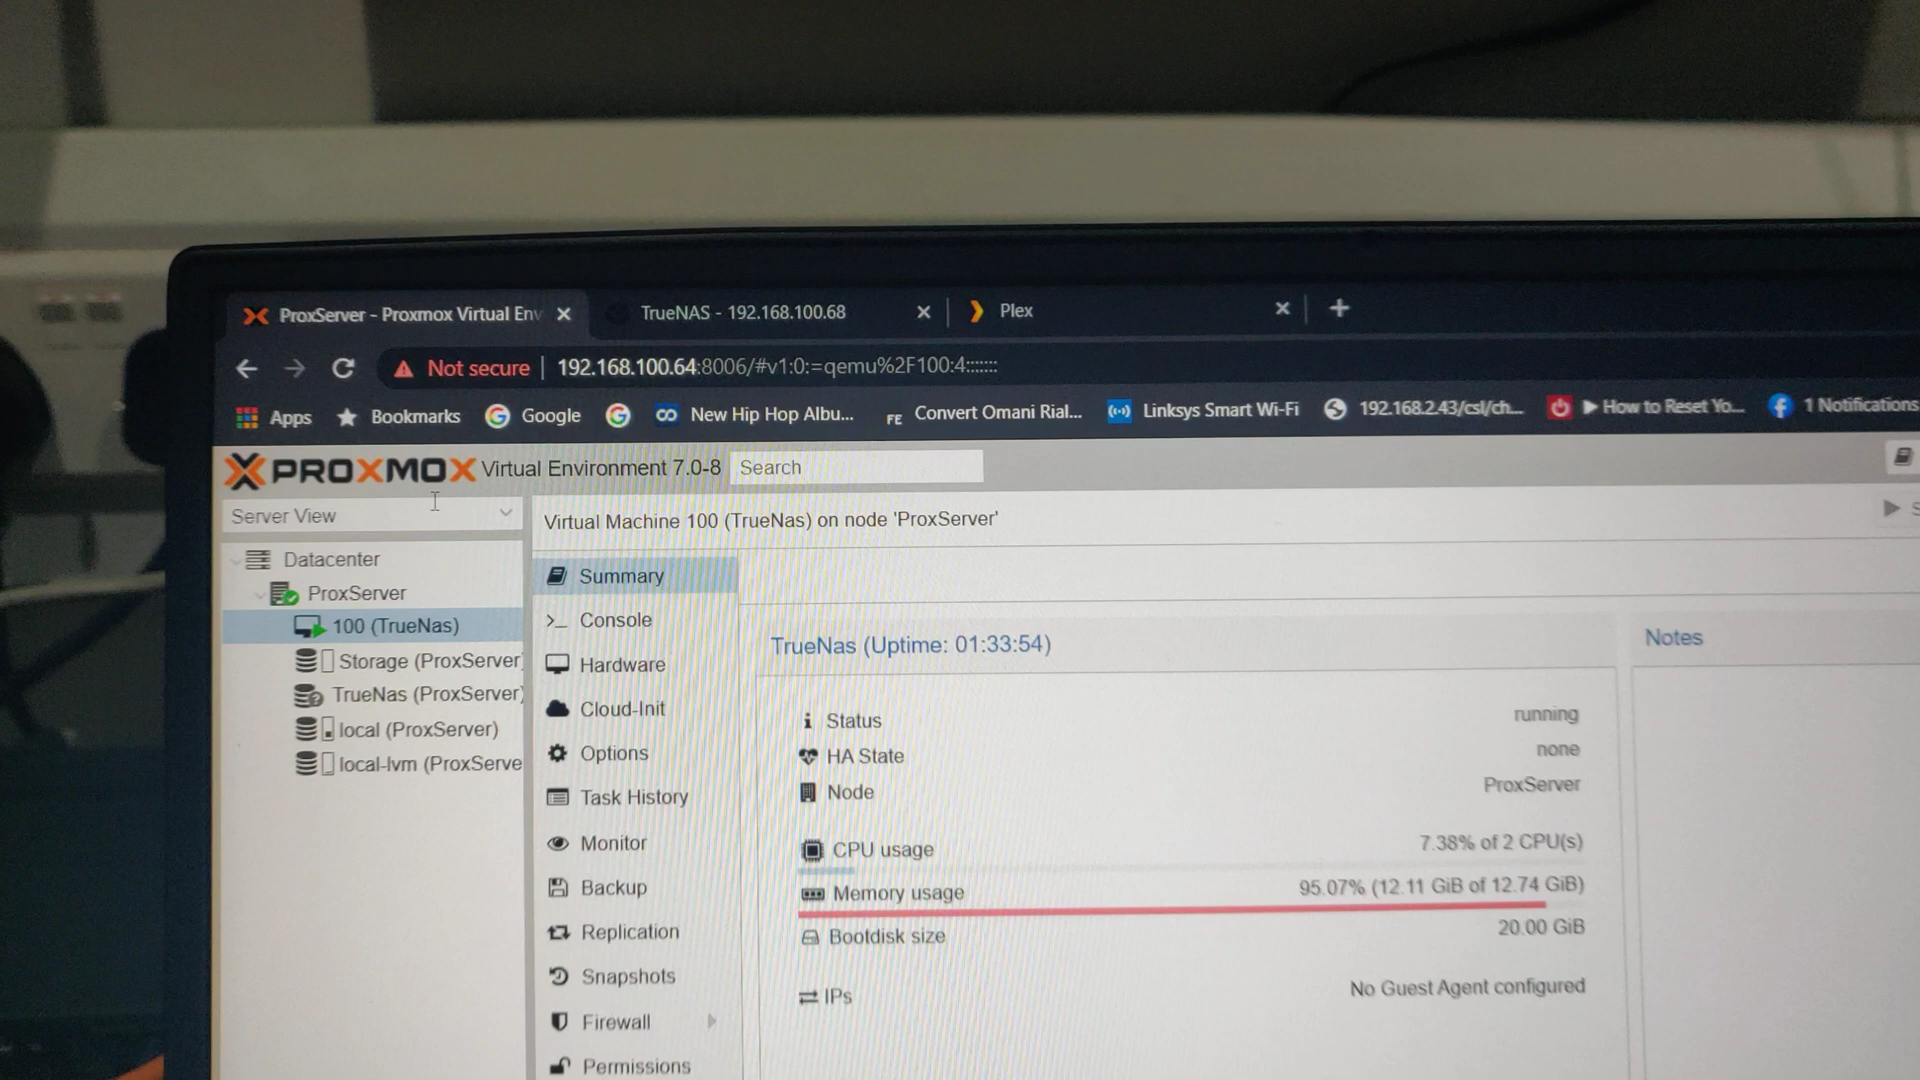 ProxServer - Proxmox Virtual Env
TrueNAS - 192.168.100.68
Plex
Not secure
192.168.100.64:8006/#v1:0:=qemu%2F100:4:::::::
Apps
Bookmarks
Google
New Hip Hop Albu...
FE
Convert Omani Rial...
Linksys Smart Wi-Fi
192.168.2.43/csl/ch...
How to Reset Yo...
1 Notifications
PROXMOX
Virtual Environment 7.0-8
Search
Server View
Virtual Machine 100 (TrueNas) on node 'ProxServer'
Datacenter
ProxServer
100 (TrueNas)
Storage (ProxServer
TrueNas (ProxServer)
local (ProxServer)
local-lvm (ProxServe
Summary
Console
Hardware
Cloud-Init
Options
Task History
Monitor
Backup
Replication
Snapshots
Firewall
Permissions
TrueNas (Uptime: 01:33:54)
Status
running
HA State
none
Node
ProxServer
CPU usage
7.38% of 2 CPU(s)
Memory usage
95.07% (12.11 GiB of 12.74 GiB)
Bootdisk size
20.00 GiB
IPs
No Guest Agent configured
Notes